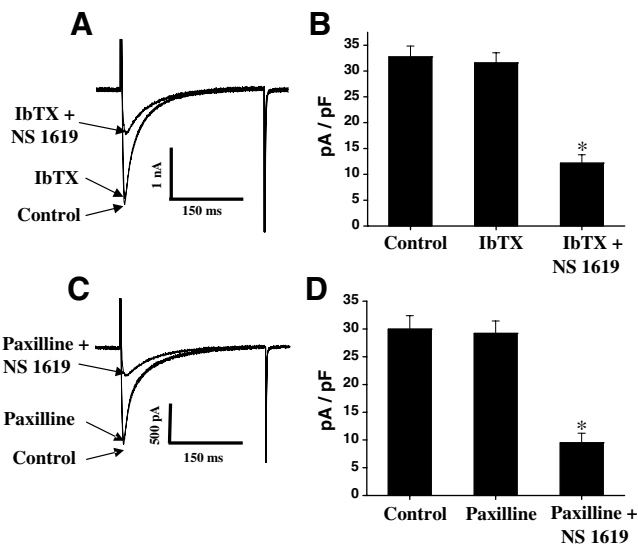 A
IbTX +
NS 1619
IbTX
Control
1 nA
150 ms
B
pA / pF
35
30
25
20
15
10
5
0
*
Control
IbTX
IbTX +
NS 1619
C
Paxilline +
NS 1619
Paxilline
Control
500 pA
150 ms
D
pA / pF
35
30
25
20
15
10
5
0
*
Control
Paxilline
Paxilline +
NS 1619